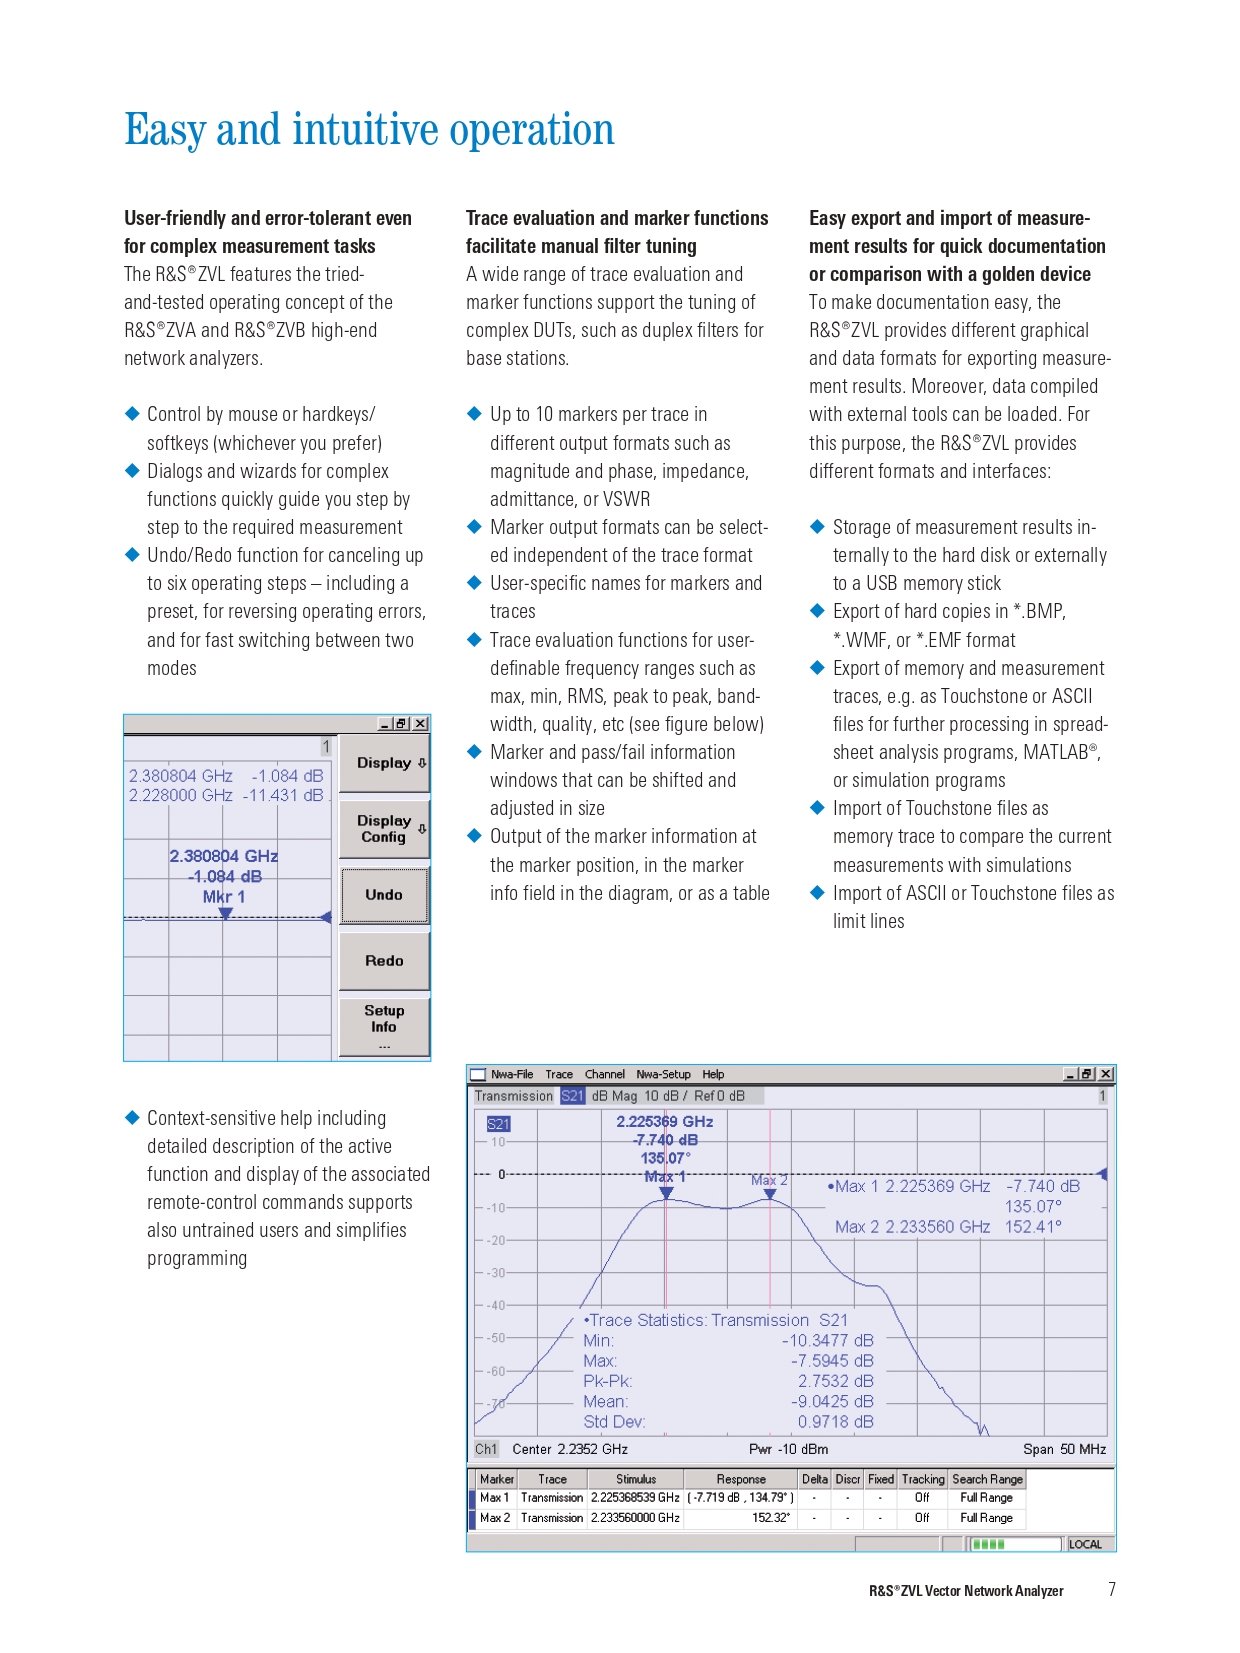 Easy and intuitive operation
User-friendly and error-tolerant even
for complex measurement tasks
The R&S®ZVL features the tried-
and-tested operating concept of the
R&S®ZVA and R&S®ZVB high-end
network analyzers.
◆ Control by mouse or hardkeys/
softkeys (whichever you prefer)
◆ Dialogs and wizards for complex
functions quickly guide you step by
step to the required measurement
◆ Undo/Redo function for canceling up
to six operating steps – including a
preset, for reversing operating errors,
and for fast switching between two
modes
1
2.380804 GHz -1.084 dB
2.228000 GHz -11.431 dB
2.380804 GHz
-1.084 dB
Mkr 1
Display
Display
Config
Undo
Redo
Setup
Info
...
◆ Context-sensitive help including
detailed description of the active
function and display of the associated
remote-control commands supports
also untrained users and simplifies
programming
Trace evaluation and marker functions
facilitate manual filter tuning
A wide range of trace evaluation and
marker functions support the tuning of
complex DUTs, such as duplex filters for
base stations.
◆ Up to 10 markers per trace in
different output formats such as
magnitude and phase, impedance,
admittance, or VSWR
◆ Marker output formats can be select-
ed independent of the trace format
◆ User-specific names for markers and
traces
◆ Trace evaluation functions for user-
definable frequency ranges such as
max, min, RMS, peak to peak, band-
width, quality, etc (see figure below)
◆ Marker and pass/fail information
windows that can be shifted and
adjusted in size
◆ Output of the marker information at
the marker position, in the marker
info field in the diagram, or as a table
Easy export and import of measure-
ment results for quick documentation
or comparison with a golden device
To make documentation easy, the
R&S®ZVL provides different graphical
and data formats for exporting measure-
ment results. Moreover, data compiled
with external tools can be loaded. For
this purpose, the R&S®ZVL provides
different formats and interfaces:
◆ Storage of measurement results in-
ternally to the hard disk or externally
to a USB memory stick
◆ Export of hard copies in *.BMP,
*.WMF, or *.EMF format
◆ Export of memory and measurement
traces, e.g. as Touchstone or ASCII
files for further processing in spread-
sheet analysis programs, MATLAB®,
or simulation programs
◆ Import of Touchstone files as
memory trace to compare the current
measurements with simulations
◆ Import of ASCII or Touchstone files as
limit lines
Nwa-File Trace Channel Nwa-Setup Help
Transmission S21 dB Mag 10 dB / Ref 0 dB 1
S21
2.225369 GHz
-7.740 dB
135.07°
Max 1
Max 2
10
0
-10
-20
-30
-40
-50
-60
-70
•Max 1 2.225369 GHz -7.740 dB
135.07°
Max 2 2.233560 GHz 152.41°
•Trace Statistics: Transmission S21
Min: -10.3477 dB
Max: -7.5945 dB
Pk-Pk: 2.7532 dB
Mean: -9.0425 dB
Std Dev: 0.9718 dB
Ch1 Center 2.2352 GHz Pwr -10 dBm Span 50 MHz
Marker Trace Stimulus Response Delta Discr Fixed Tracking Search Range
Max 1 Transmission 2.225368539 GHz ( -7.719 dB , 134.79° ) - - - Off Full Range
Max 2 Transmission 2.233560000 GHz 152.32° - - - Off Full Range
LOCAL
R&S®ZVL Vector Network Analyzer 7